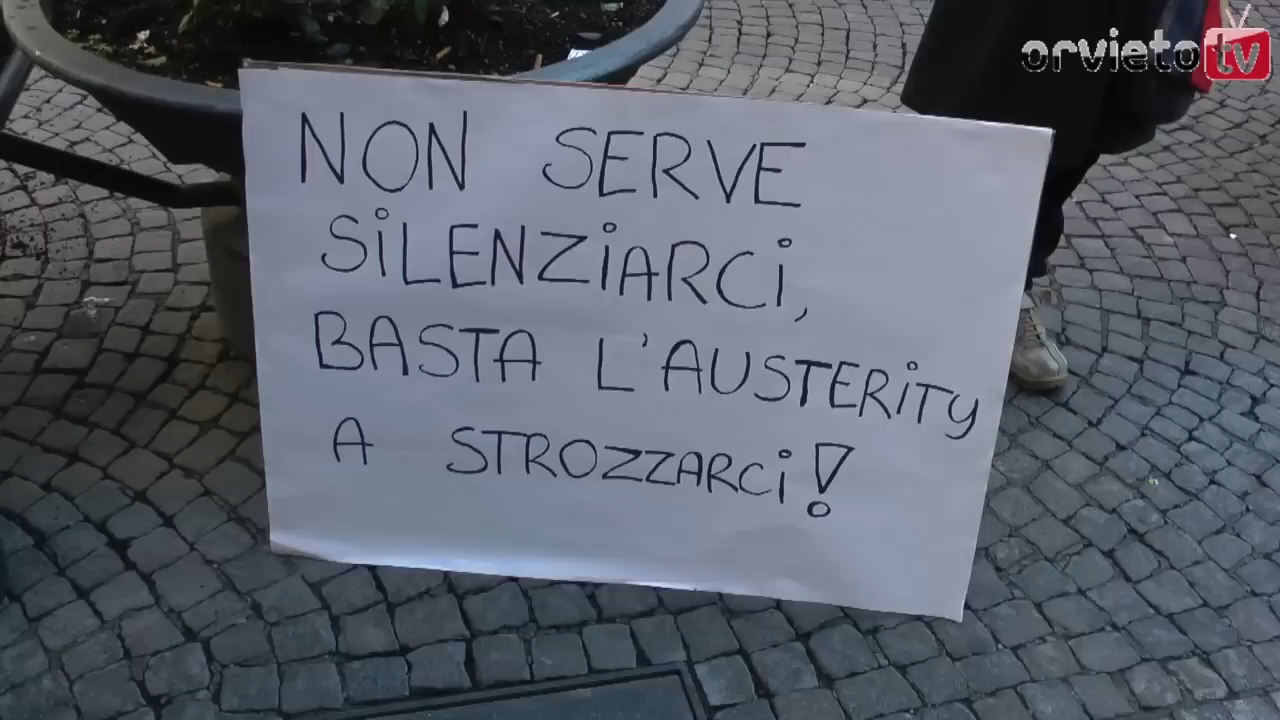 orvieto tv
NON SERVE
SiLENZiARCi,
BASTA L'AUSTERiTy
A STROZZARCi!